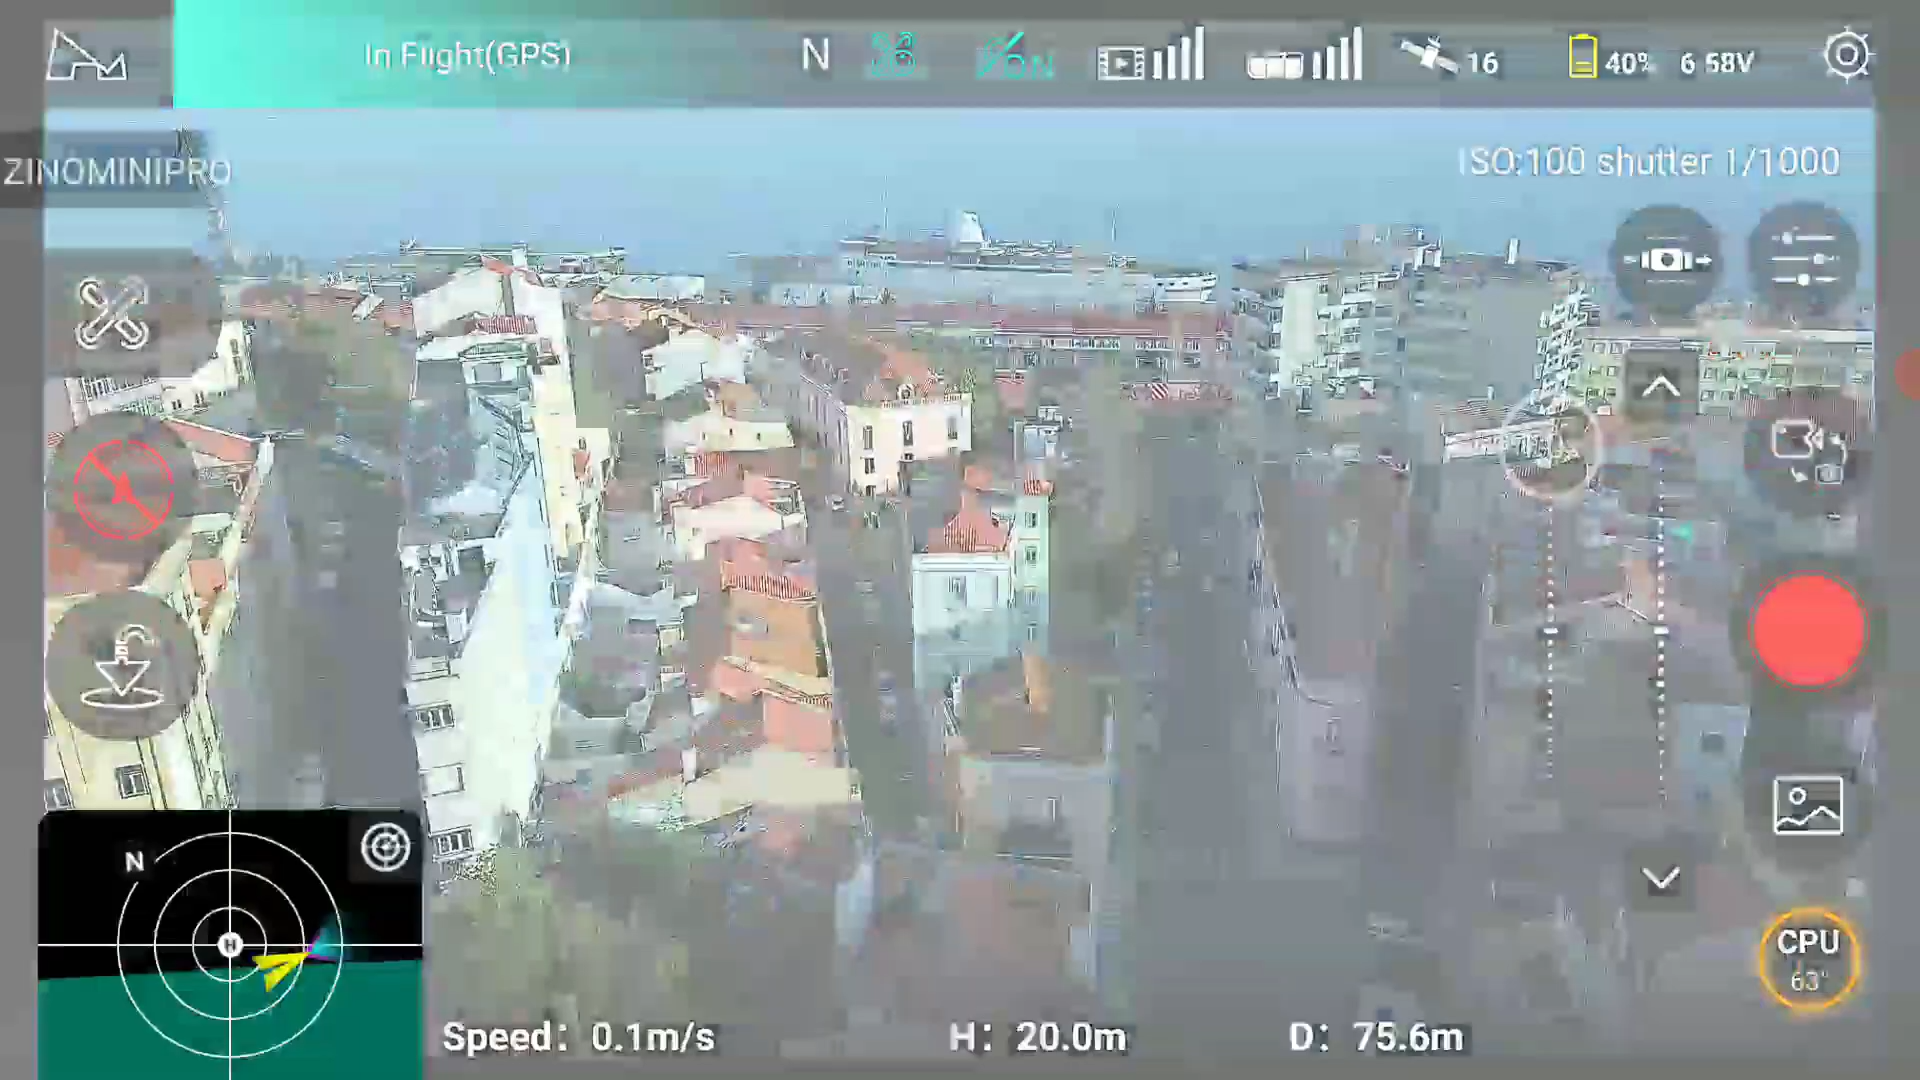 In Flight(GPS) N ON 16 40% 6 58V
ZINOMINIPRO
ISO:100 shutter 1/1000
N
H
CPU
63°
Speed: 0.1m/s H: 20.0m D: 75.6m